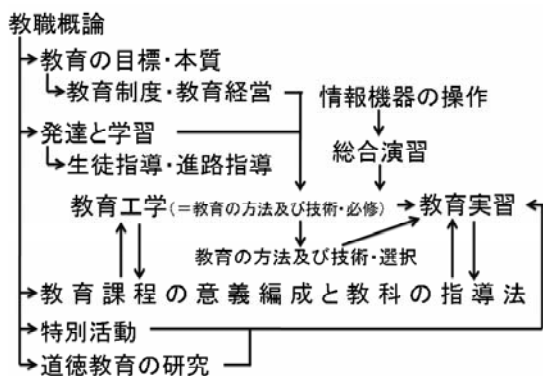 教職概論
教育の目標・本質
教育制度・教育経営
情報機器の操作
発達と学習
総合演習
生徒指導・進路指導
教育工学(=教育の方法及び技術・必修)
教育実習
教育の方法及び技術・選択
教育課程の意義編成と教科の指導法
特別活動
道徳教育の研究